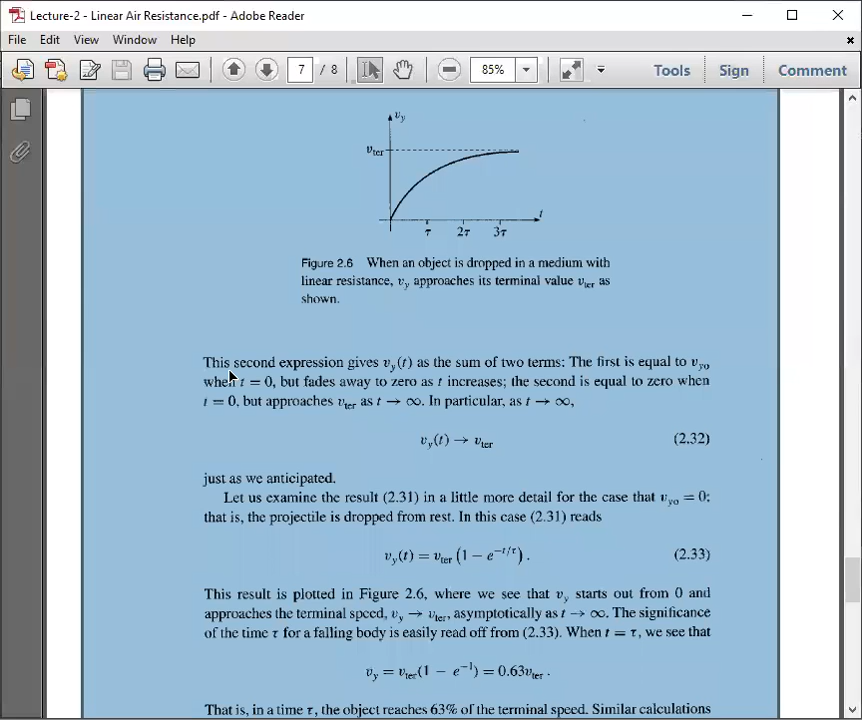 Lecture-2 - Linear Air Resistance.pdf - Adobe Reader
File Edit View Window Help
7 / 8 85% Tools Sign Comment
v_y
v_ter
t
τ 2τ 3τ
Figure 2.6 When an object is dropped in a medium with
linear resistance, v_y approaches its terminal value v_ter as
shown.
This second expression gives v_y(t) as the sum of two terms: The first is equal to v_yo
when t = 0, but fades away to zero as t increases; the second is equal to zero when
t = 0, but approaches v_ter as t → ∞. In particular, as t → ∞,
v_y(t) → v_ter (2.32)
just as we anticipated.
Let us examine the result (2.31) in a little more detail for the case that v_yo = 0;
that is, the projectile is dropped from rest. In this case (2.31) reads
v_y(t) = v_ter (1 − e^−t/τ) . (2.33)
This result is plotted in Figure 2.6, where we see that v_y starts out from 0 and
approaches the terminal speed, v_y → v_ter, asymptotically as t → ∞. The significance
of the time τ for a falling body is easily read off from (2.33). When t = τ, we see that
v_y = v_ter(1 − e^−1) = 0.63v_ter .
That is, in a time τ, the object reaches 63% of the terminal speed. Similar calculations